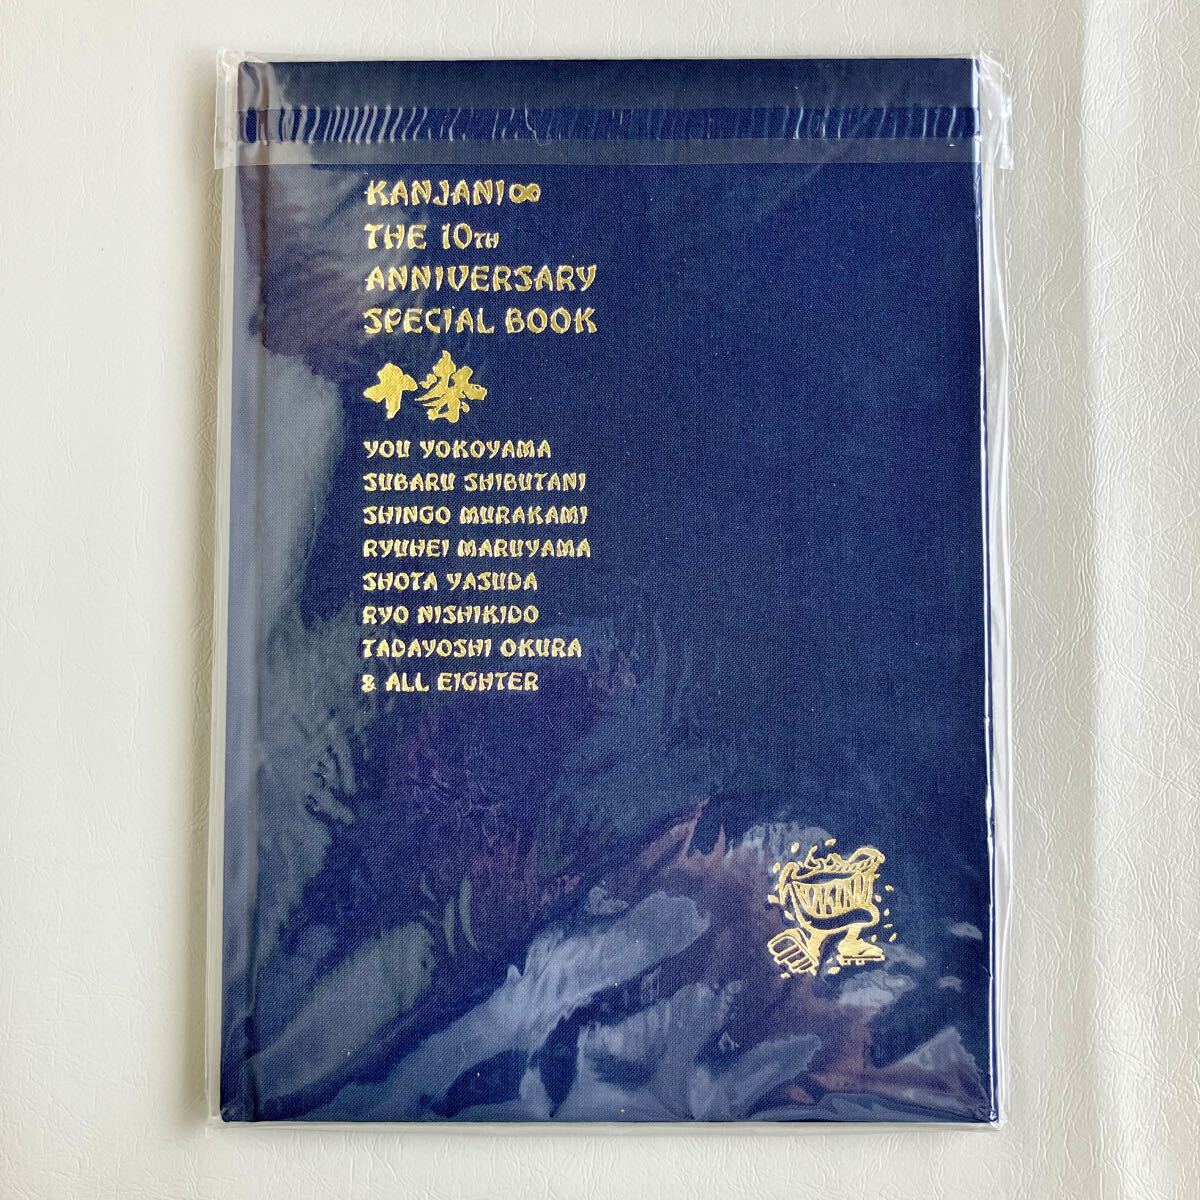 KANJANI∞
THE 10TH
ANNIVERSARY
SPECIAL BOOK
十祭
YOU YOKOYAMA
SUBARU SHIBUTANI
SHINGO MURAKAMI
RYUHEI MARUYAMA
SHOTA YASUDA
RYO NISHIKIDO
TADAYOSHI OKURA
& ALL EIGHTER